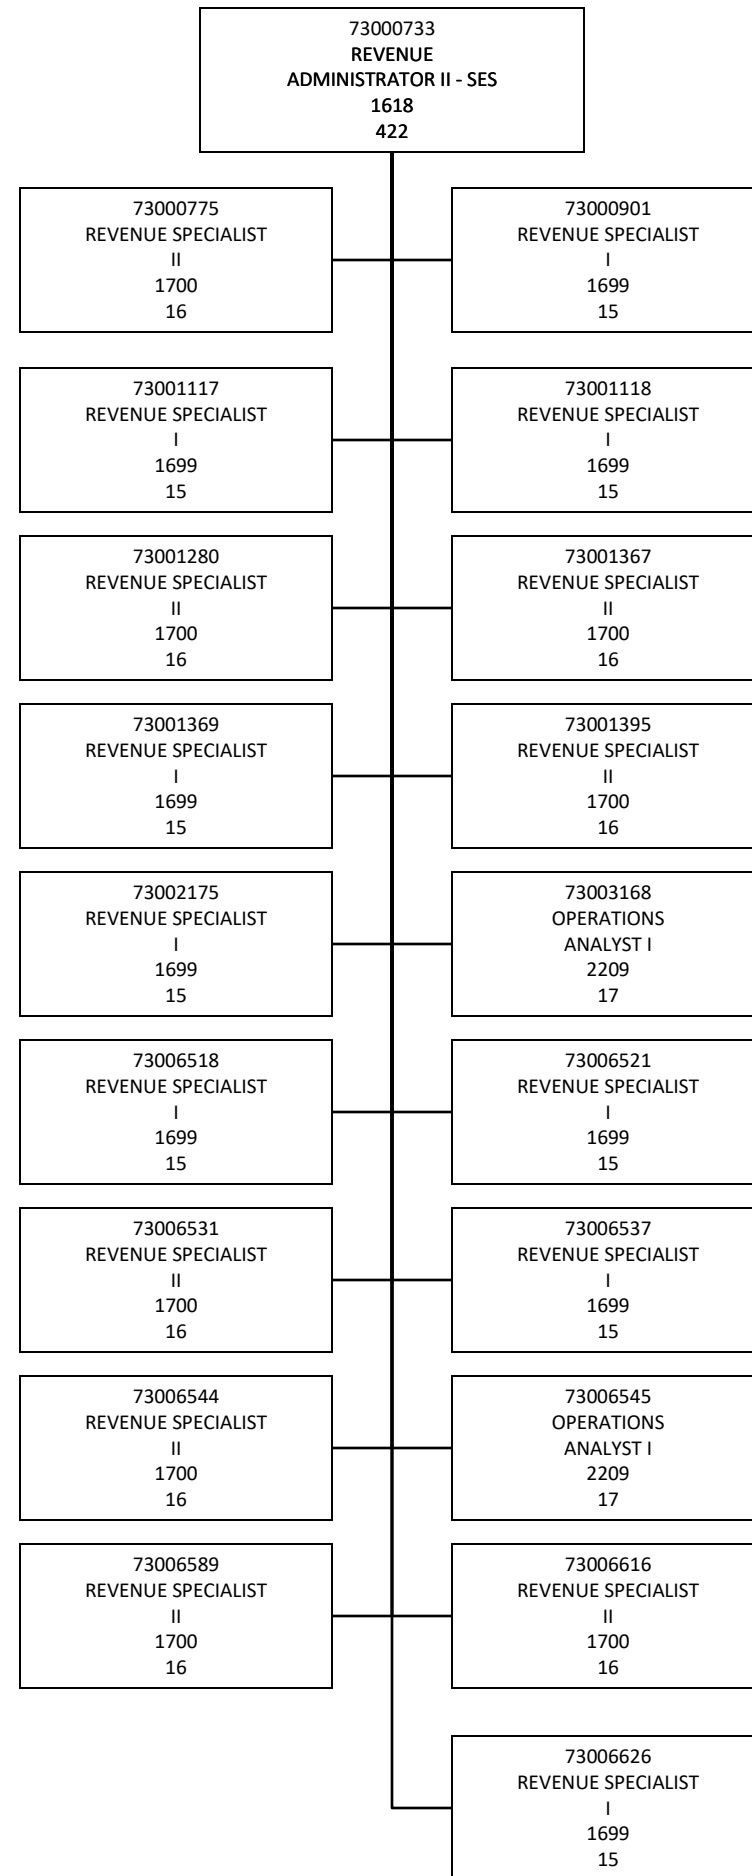 73000733
REVENUE
ADMINISTRATOR II - SES
1618
422
73000775
REVENUE SPECIALIST
II
1700
16
73000901
REVENUE SPECIALIST
I
1699
15
73001117
REVENUE SPECIALIST
I
1699
15
73001118
REVENUE SPECIALIST
I
1699
15
73001280
REVENUE SPECIALIST
II
1700
16
73001367
REVENUE SPECIALIST
II
1700
16
73001369
REVENUE SPECIALIST
I
1699
15
73001395
REVENUE SPECIALIST
II
1700
16
73002175
REVENUE SPECIALIST
I
1699
15
73003168
OPERATIONS
ANALYST I
2209
17
73006518
REVENUE SPECIALIST
I
1699
15
73006521
REVENUE SPECIALIST
I
1699
15
73006531
REVENUE SPECIALIST
II
1700
16
73006537
REVENUE SPECIALIST
I
1699
15
73006544
REVENUE SPECIALIST
II
1700
16
73006545
OPERATIONS
ANALYST I
2209
17
73006589
REVENUE SPECIALIST
II
1700
16
73006616
REVENUE SPECIALIST
II
1700
16
73006626
REVENUE SPECIALIST
I
1699
15